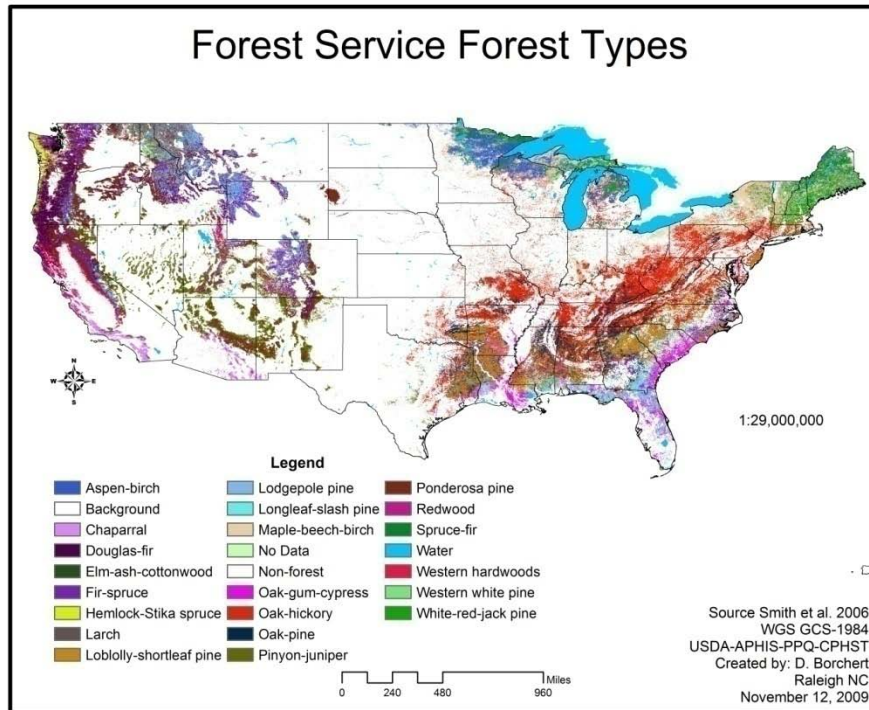 Forest Service Forest Types
N
W E
S
1:29,000,000
Legend
Aspen-birch
Background
Chaparral
Douglas-fir
Elm-ash-cottonwood
Fir-spruce
Hemlock-Stika spruce
Larch
Loblolly-shortleaf pine
Lodgepole pine
Longleaf-slash pine
Maple-beech-birch
No Data
Non-forest
Oak-gum-cypress
Oak-hickory
Oak-pine
Pinyon-juniper
Ponderosa pine
Redwood
Spruce-fir
Water
Western hardwoods
Western white pine
White-red-jack pine
Miles
0 240 480 960
Source Smith et al. 2006
WGS GCS-1984
USDA-APHIS-PPQ-CPHST
Created by: D. Borchert
Raleigh NC
November 12, 2009